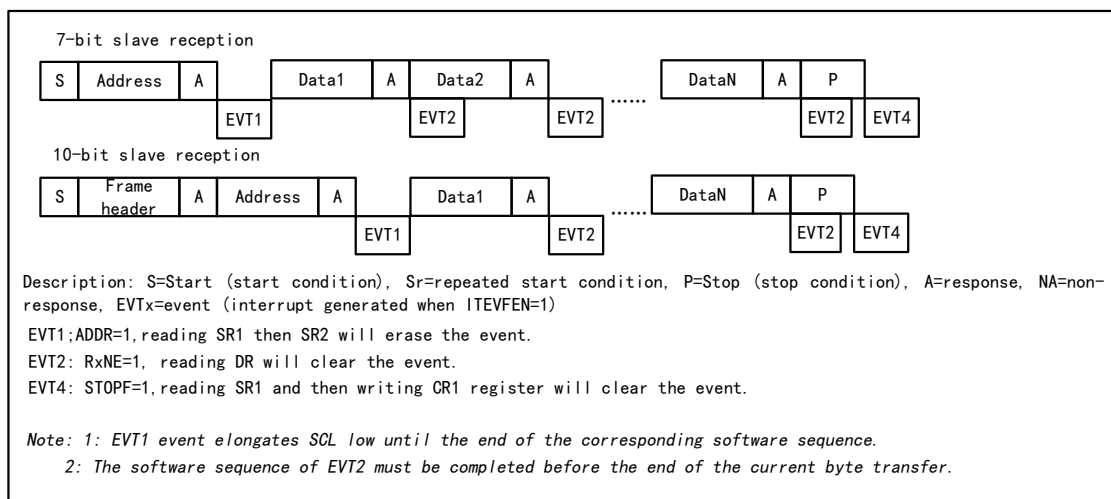 7-bit slave reception
S Address A Data1 A Data2 A ...... DataN A P
EVT1 EVT2 EVT2 EVT2 EVT4
10-bit slave reception
S Frame header A Address A Data1 A ...... DataN A P
EVT1 EVT2 EVT2 EVT4
Description: S=Start (start condition), Sr=repeated start condition, P=Stop (stop condition), A=response, NA=non-
response, EVTx=event (interrupt generated when ITEVFEN=1)
EVT1;ADDR=1,reading SR1 then SR2 will erase the event.
EVT2: RxNE=1, reading DR will clear the event.
EVT4: STOPF=1,reading SR1 and then writing CR1 register will clear the event.
Note: 1: EVT1 event elongates SCL low until the end of the corresponding software sequence.
2: The software sequence of EVT2 must be completed before the end of the current byte transfer.